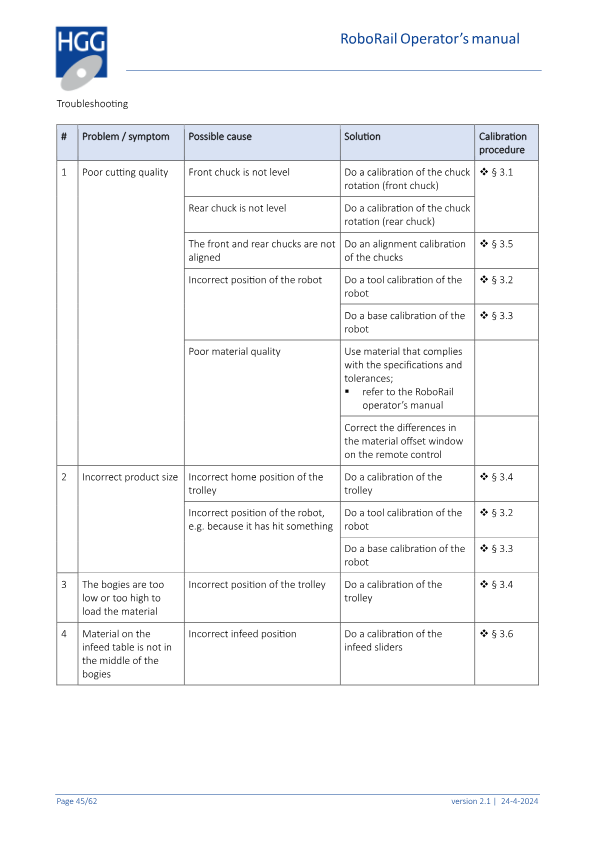 HGG
RoboRail Operator's manual
Troubleshooting
# Problem / symptom Possible cause Solution Calibration
procedure
1 Poor cutting quality Front chuck is not level Do a calibration of the chuck ❖ § 3.1
rotation (front chuck)
Rear chuck is not level Do a calibration of the chuck
rotation (rear chuck)
The front and rear chucks are not Do an alignment calibration ❖ § 3.5
aligned of the chucks
Incorrect position of the robot Do a tool calibration of the ❖ § 3.2
robot
Do a base calibration of the ❖ § 3.3
robot
Poor material quality Use material that complies
with the specifications and
tolerances;
▪ refer to the RoboRail
operator's manual
Correct the differences in
the material offset window
on the remote control
2 Incorrect product size Incorrect home position of the Do a calibration of the ❖ § 3.4
trolley trolley
Incorrect position of the robot, Do a tool calibration of the ❖ § 3.2
e.g. because it has hit something robot
Do a base calibration of the ❖ § 3.3
robot
3 The bogies are too Incorrect position of the trolley Do a calibration of the ❖ § 3.4
low or too high to trolley
load the material
4 Material on the Incorrect infeed position Do a calibration of the ❖ § 3.6
infeed table is not in infeed sliders
the middle of the
bogies
Page 45/62 version 2.1 | 24-4-2024